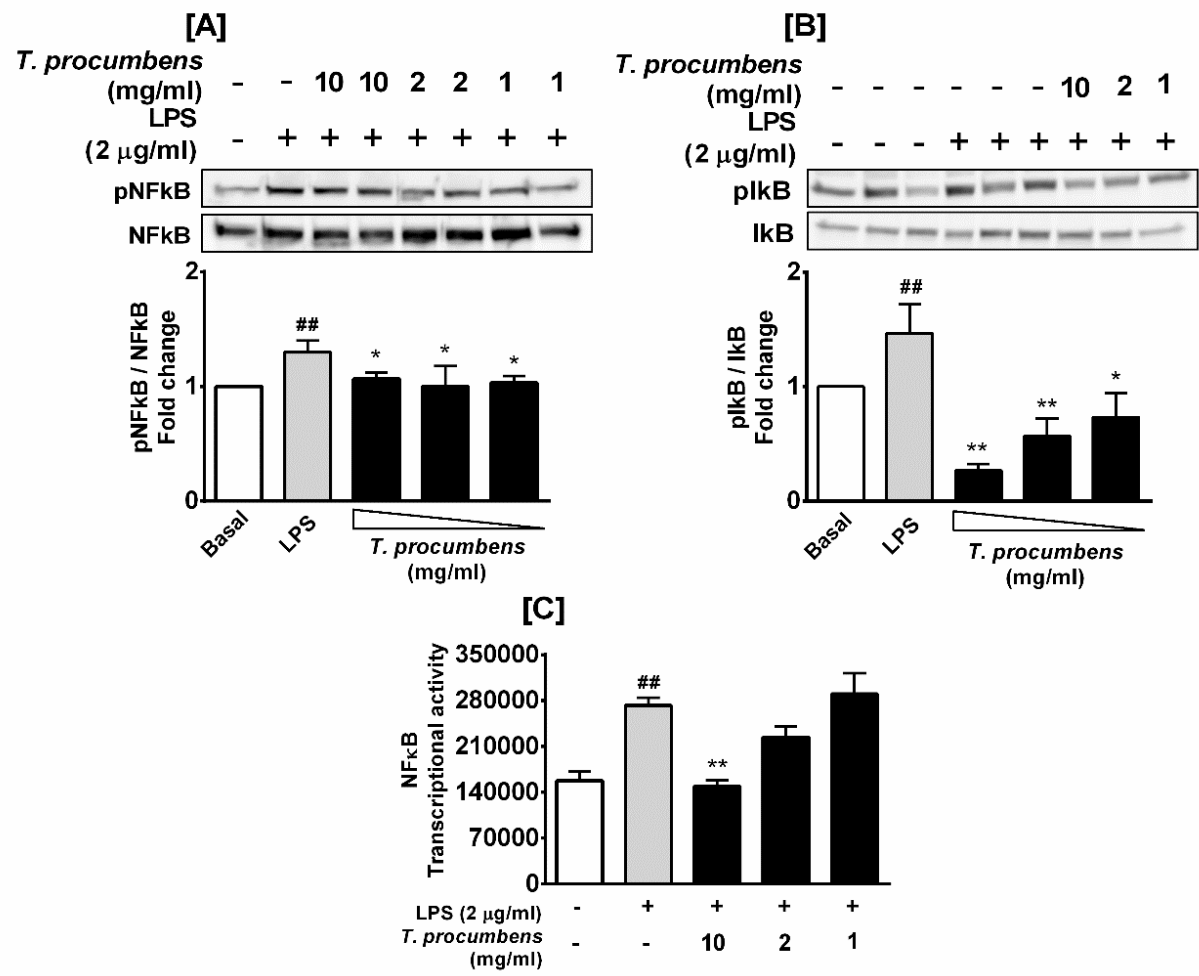 [A]
T. procumbens
(mg/ml)
- - 10 10 2 2 1 1
LPS
(2 µg/ml)
- + + + + + + +
pNFkB
NFkB
pNFkB / NFkB
Fold change
2
1
0
##
*
*
*
Basal
LPS
T. procumbens
(mg/ml)
[B]
T. procumbens
(mg/ml)
- - - - - - 10 2 1
LPS
(2 µg/ml)
- - - + + + + + +
pIkB
IkB
pIkB / IkB
Fold change
2
1
0
##
**
**
*
Basal
LPS
T. procumbens
(mg/ml)
[C]
NFκB
Transcriptional activity
350000
280000
210000
140000
70000
0
##
**
LPS (2 µg/ml)
- + + + +
T. procumbens
(mg/ml)
- - 10 2 1